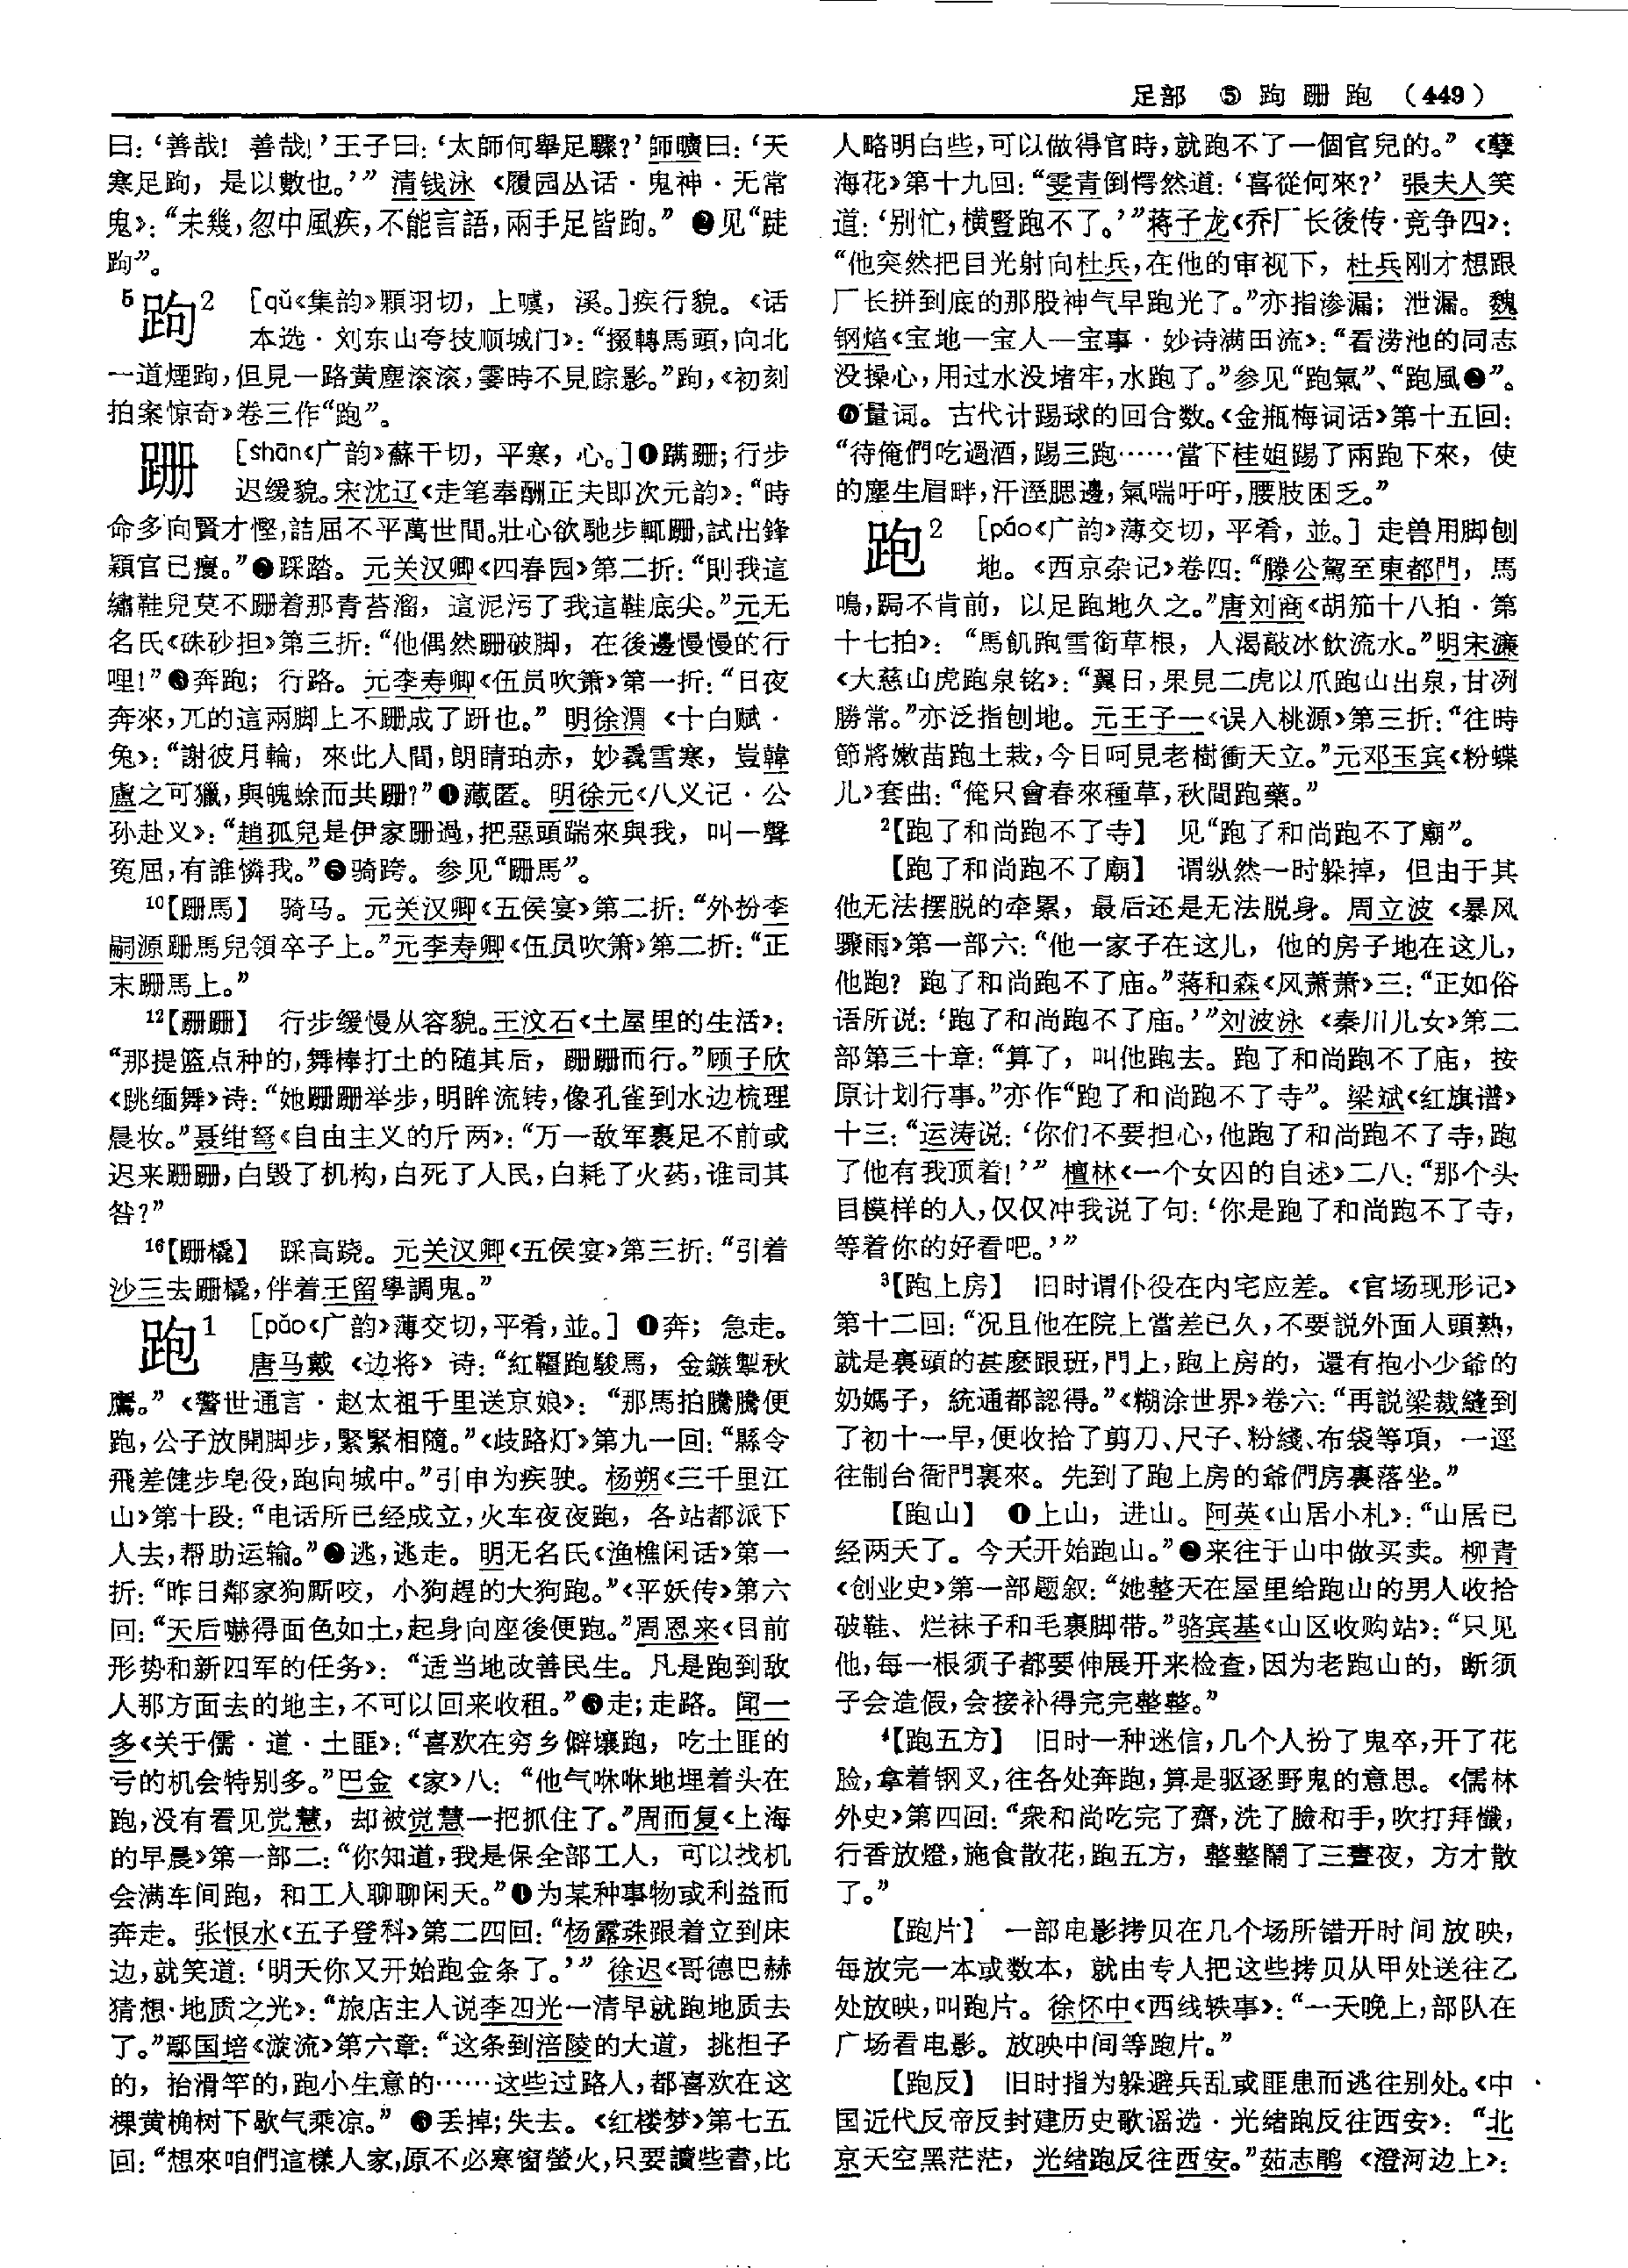 足部 ⑤ 跔 跚 跑 （449）
曰：‘善哉！善哉！’王子曰：‘太師何舉足驟？’師曠曰：‘天
寒足跔，是以數也。’”清钱泳《履园丛话·鬼神·无常
鬼》：“未幾，忽中風疾，不能言語，兩手足皆跔。”❷见“跿
跔”。
5跔2 ［qǔ《集韵》顆羽切，上噳，溪。］疾行貌。《话
本选·刘东山夸技顺城门》：“掇轉馬頭，向北
一道煙跔，但見一路黄塵滚滚，霎時不見踪影。”跔，《初刻
拍案惊奇》卷三作“跑”。
跚 ［shān《广韵》蘇干切，平寒，心。］❶蹒跚；行步
迟缓貌。宋沈辽《走笔奉酬正夫即次元韵》：“時
命多向賢才慳，詰屈不平萬世間。壯心欲馳步輒跚，試出鋒
穎官已瘝。”❷踩踏。元关汉卿《四春园》第二折：“則我這
繡鞋兒莫不跚着那青苔溜，這泥污了我這鞋底尖。”元无
名氏《硃砂担》第三折：“他偶然跚破脚，在後邊慢慢的行
哩！”❸奔跑；行路。元李寿卿《伍员吹箫》第一折：“日夜
奔來，兀的這兩脚上不跚成了趼也。”明徐渭《十白赋·
兔》：“謝彼月輪，來此人間，朗睛珀赤，妙毳雪寒，豈韓
盧之可獵，與魄蜍而共跚？”❹藏匿。明徐元《八义记·公
孙赴义》：“趙孤兒是伊家跚過，把惡頭踹來與我，叫一聲
寃屈，有誰憐我。”❺骑跨。参见“跚馬”。
10【跚馬】 骑马。元关汉卿《五侯宴》第二折：“外扮李
嗣源跚馬兒領卒子上。”元李寿卿《伍员吹箫》第二折：“正
末跚馬上。”
12【跚跚】 行步缓慢从容貌。王汶石《土屋里的生活》：
“那提篮点种的，舞棒打土的随其后，跚跚而行。”顾子欣
《跳缅舞》诗：“她跚跚举步，明眸流转，像孔雀到水边梳理
晨妆。”聂绀弩《自由主义的斤两》：“万一敌军裹足不前或
迟来跚跚，白毁了机构，白死了人民，白耗了火药，谁司其
咎？”
16【跚橇】 踩高跷。元关汉卿《五侯宴》第三折：“引着
沙三去跚橇，伴着王留學調鬼。”
跑1 ［pǎo《广韵》薄交切，平肴，並。］❶奔；急走。
唐马戴《边将》诗：“紅韁跑駿馬，金鏃掣秋
鷹。”《警世通言·赵太祖千里送京娘》：“那馬拍騰騰便
跑，公子放開脚步，緊緊相隨。”《歧路灯》第九一回：“縣令
飛差健步皂役，跑向城中。”引申为疾驶。杨朔《三千里江
山》第十段：“电话所已经成立，火车夜夜跑，各站都派下
人去，帮助运输。”❷逃，逃走。明无名氏《渔樵闲话》第一
折：“昨日鄰家狗厮咬，小狗趕的大狗跑。”《平妖传》第六
回：“天后嚇得面色如土，起身向座後便跑。”周恩来《目前
形势和新四军的任务》：“适当地改善民生。凡是跑到敌
人那方面去的地主，不可以回来收租。”❸走；走路。闻一
多《关于儒·道·土匪》：“喜欢在穷乡僻壤跑，吃土匪的
亏的机会特别多。”巴金《家》八：“他气咻咻地埋着头在
跑，没有看见觉慧，却被觉慧一把抓住了。”周而复《上海
的早晨》第一部二：“你知道，我是保全部工人，可以找机
会满车间跑，和工人聊聊闲天。”❹为某种事物或利益而
奔走。张恨水《五子登科》第二四回：“杨露珠跟着立到床
边，就笑道：‘明天你又开始跑金条了。’”徐迟《哥德巴赫
猜想·地质之光》：“旅店主人说李四光一清早就跑地质去
了。”鄢国培《漩流》第六章：“这条到涪陵的大道，挑担子
的，抬滑竿的，跑小生意的……这些过路人，都喜欢在这
棵黄桷树下歇气乘凉。”❺丢掉；失去。《红楼梦》第七五
回：“想來咱們這樣人家，原不必寒窗螢火，只要讀些書，比
人略明白些，可以做得官時，就跑不了一個官兒的。”《孽
海花》第十九回：“雯青倒愕然道：‘喜從何來？’張夫人笑
道：‘别忙，横豎跑不了。’”蒋子龙《乔厂长後传·竞争四》：
“他突然把目光射向杜兵，在他的审视下，杜兵刚才想跟
厂长拼到底的那股神气早跑光了。”亦指渗漏；泄漏。魏
钢焰《宝地—宝人—宝事·妙诗满田流》：“看涝池的同志
没操心，用过水没堵牢，水跑了。”参见“跑氣”、“跑風❷”。
❻量词。古代计踢球的回合数。《金瓶梅词话》第十五回：
“待俺們吃過酒，踢三跑……當下桂姐踢了兩跑下來，使
的塵生眉畔，汗溼腮邊，氣喘吁吁，腰肢困乏。”
跑2 ［páo《广韵》薄交切，平肴，並。］走兽用脚刨
地。《西京杂记》卷四：“滕公駕至東都門，馬
鳴，跼不肯前，以足跑地久之。”唐刘商《胡笳十八拍·第
十七拍》：“馬飢跑雪銜草根，人渴敲冰飲流水。”明宋濂
《大慈山虎跑泉铭》：“翼日，果見二虎以爪跑山出泉，甘冽
勝常。”亦泛指刨地。元王子一《误入桃源》第三折：“往時
節將嫩苗跑土栽，今日呵見老樹衝天立。”元邓玉宾《粉蝶
儿》套曲：“俺只會春來種草，秋間跑藥。”
2【跑了和尚跑不了寺】 见“跑了和尚跑不了廟”。
【跑了和尚跑不了廟】 谓纵然一时躲掉，但由于其
他无法摆脱的牵累，最后还是无法脱身。周立波《暴风
骤雨》第一部六：“他一家子在这儿，他的房子地在这儿，
他跑？跑了和尚跑不了庙。”蒋和森《风萧萧》三：“正如俗
语所说：‘跑了和尚跑不了庙。’”刘波泳《秦川儿女》第二
部第三十章：“算了，叫他跑去。跑了和尚跑不了庙，按
原计划行事。”亦作“跑了和尚跑不了寺”。梁斌《红旗谱》
十三：“运涛说：‘你们不要担心，他跑了和尚跑不了寺，跑
了他有我顶着！’”檀林《一个女囚的自述》二八：“那个头
目模样的人，仅仅冲我说了句：‘你是跑了和尚跑不了寺，
等着你的好看吧。’”
3【跑上房】 旧时谓仆役在内宅应差。《官场现形记》
第十二回：“况且他在院上當差已久，不要説外面人頭熟，
就是裏頭的甚麽跟班，門上，跑上房的，還有抱小少爺的
奶媽子，統通都認得。”《糊涂世界》卷六：“再説梁裁縫到
了初十一早，便收拾了剪刀、尺子、粉綫、布袋等項，一逕
往制台衙門裏來。先到了跑上房的爺們房裏落坐。”
【跑山】 ❶上山，进山。阿英《山居小札》：“山居已
经两天了。今天开始跑山。”❷来往于山中做买卖。柳青
《创业史》第一部题叙：“她整天在屋里给跑山的男人收拾
破鞋、烂袜子和毛裹脚带。”骆宾基《山区收购站》：“只见
他，每一根须子都要伸展开来检查，因为老跑山的，断须
子会造假，会接补得完完整整。”
4【跑五方】 旧时一种迷信，几个人扮了鬼卒，开了花
脸，拿着钢叉，往各处奔跑，算是驱逐野鬼的意思。《儒林
外史》第四回：“衆和尚吃完了齋，洗了臉和手，吹打拜懺，
行香放燈，施食散花，跑五方，整整鬧了三晝夜，方才散
了。”
【跑片】 一部电影拷贝在几个场所错开时间放映，
每放完一本或数本，就由专人把这些拷贝从甲处送往乙
处放映，叫跑片。徐怀中《西线轶事》：“一天晚上，部队在
广场看电影。放映中间等跑片。”
【跑反】 旧时指为躲避兵乱或匪患而逃往别处。《中
国近代反帝反封建历史歌谣选·光绪跑反往西安》：“北
京天空黑茫茫，光绪跑反往西安。”茹志鹃《澄河边上》：